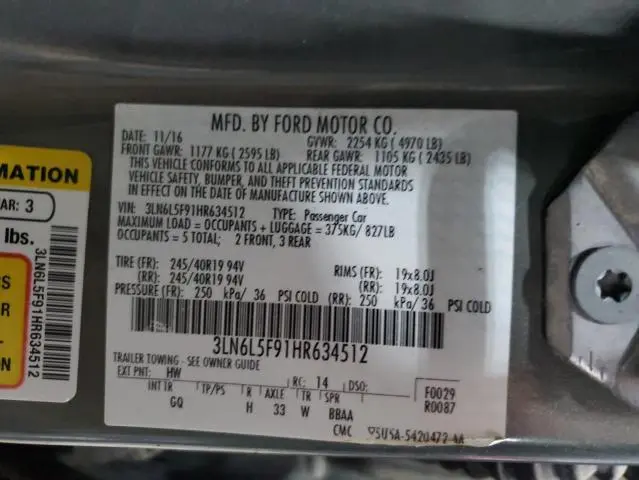 MFD. BY FORD MOTOR CO.
DATE: 11/16 GVWR: 2254 KG ( 4970 LB)
FRONT GAWR: 1177 KG ( 2595 LB) REAR GAWR: 1105 KG ( 2435 LB)
THIS VEHICLE CONFORMS TO ALL APPLICABLE FEDERAL MOTOR
VEHICLE SAFETY, BUMPER, AND THEFT PREVENTION STANDARDS
IN EFFECT ON THE DATE OF MANUFACTURE SHOWN ABOVE.
VIN: 3LN6L5F91HR634512 TYPE: Passenger Car
MAXIMUM LOAD = OCCUPANTS + LUGGAGE = 375KG/ 827LB
OCCUPANTS = 5 TOTAL; 2 FRONT, 3 REAR
TIRE (FR): 245/40R19 94V RIMS (FR): 19x8.0J
(RR): 245/40R19 94V (RR): 19x8.0J
PRESSURE (FR): 250 kPa/ 36 PSI COLD (RR): 250 kPa/ 36 PSI COLD
3LN6L5F91HR634512
TRAILER TOWING - SEE OWNER GUIDE
EXT PNT: HW RC: 14 DSO:
INT TR TP/PS R AXLE TR SPR F0029
GQ H 33 W BBAA R0087
CMC
MATION
AR: 3
lbs.
CS
OR
ON
3LN6L5F91HR634512